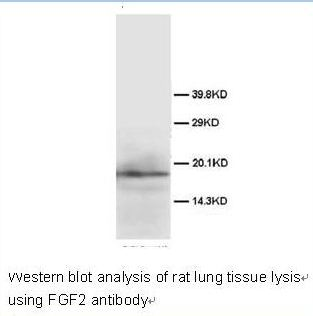 39.8KD
29KD
20.1KD
14.3KD
Western blot analysis of rat lung tissue lysis↵
using FGF2 antibody↵